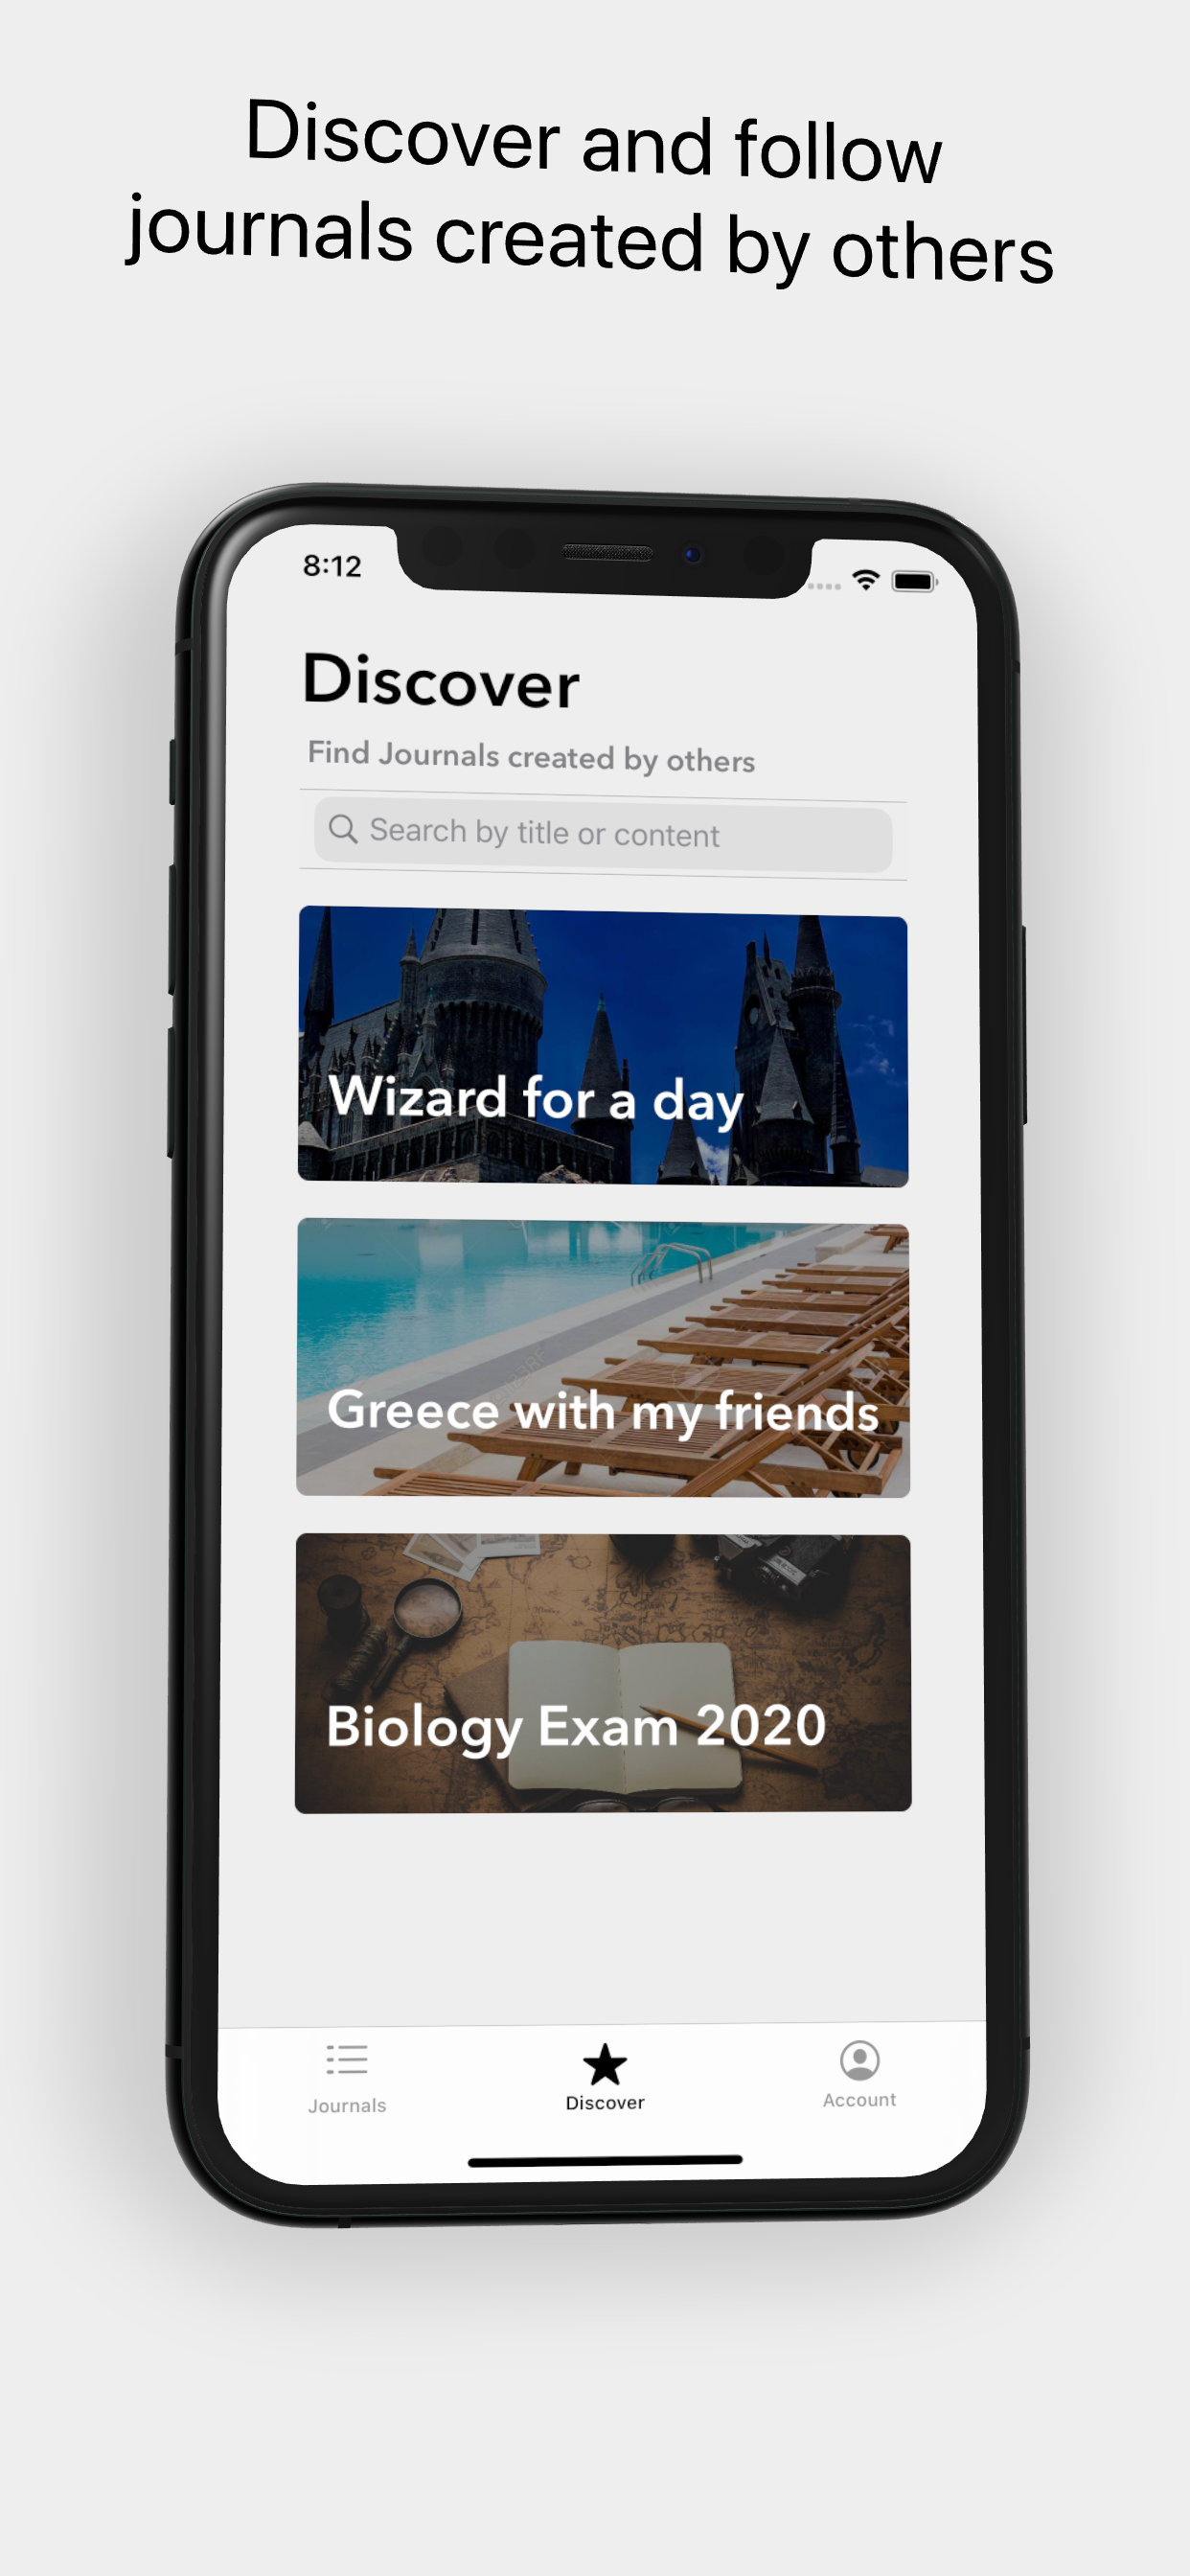 Discover and follow
journals created by others
8:12
Discover
Find Journals created by others
Search by title or content
Wizard for a day
Greece with my friends
Biology Exam 2020
Journals
Discover
Account